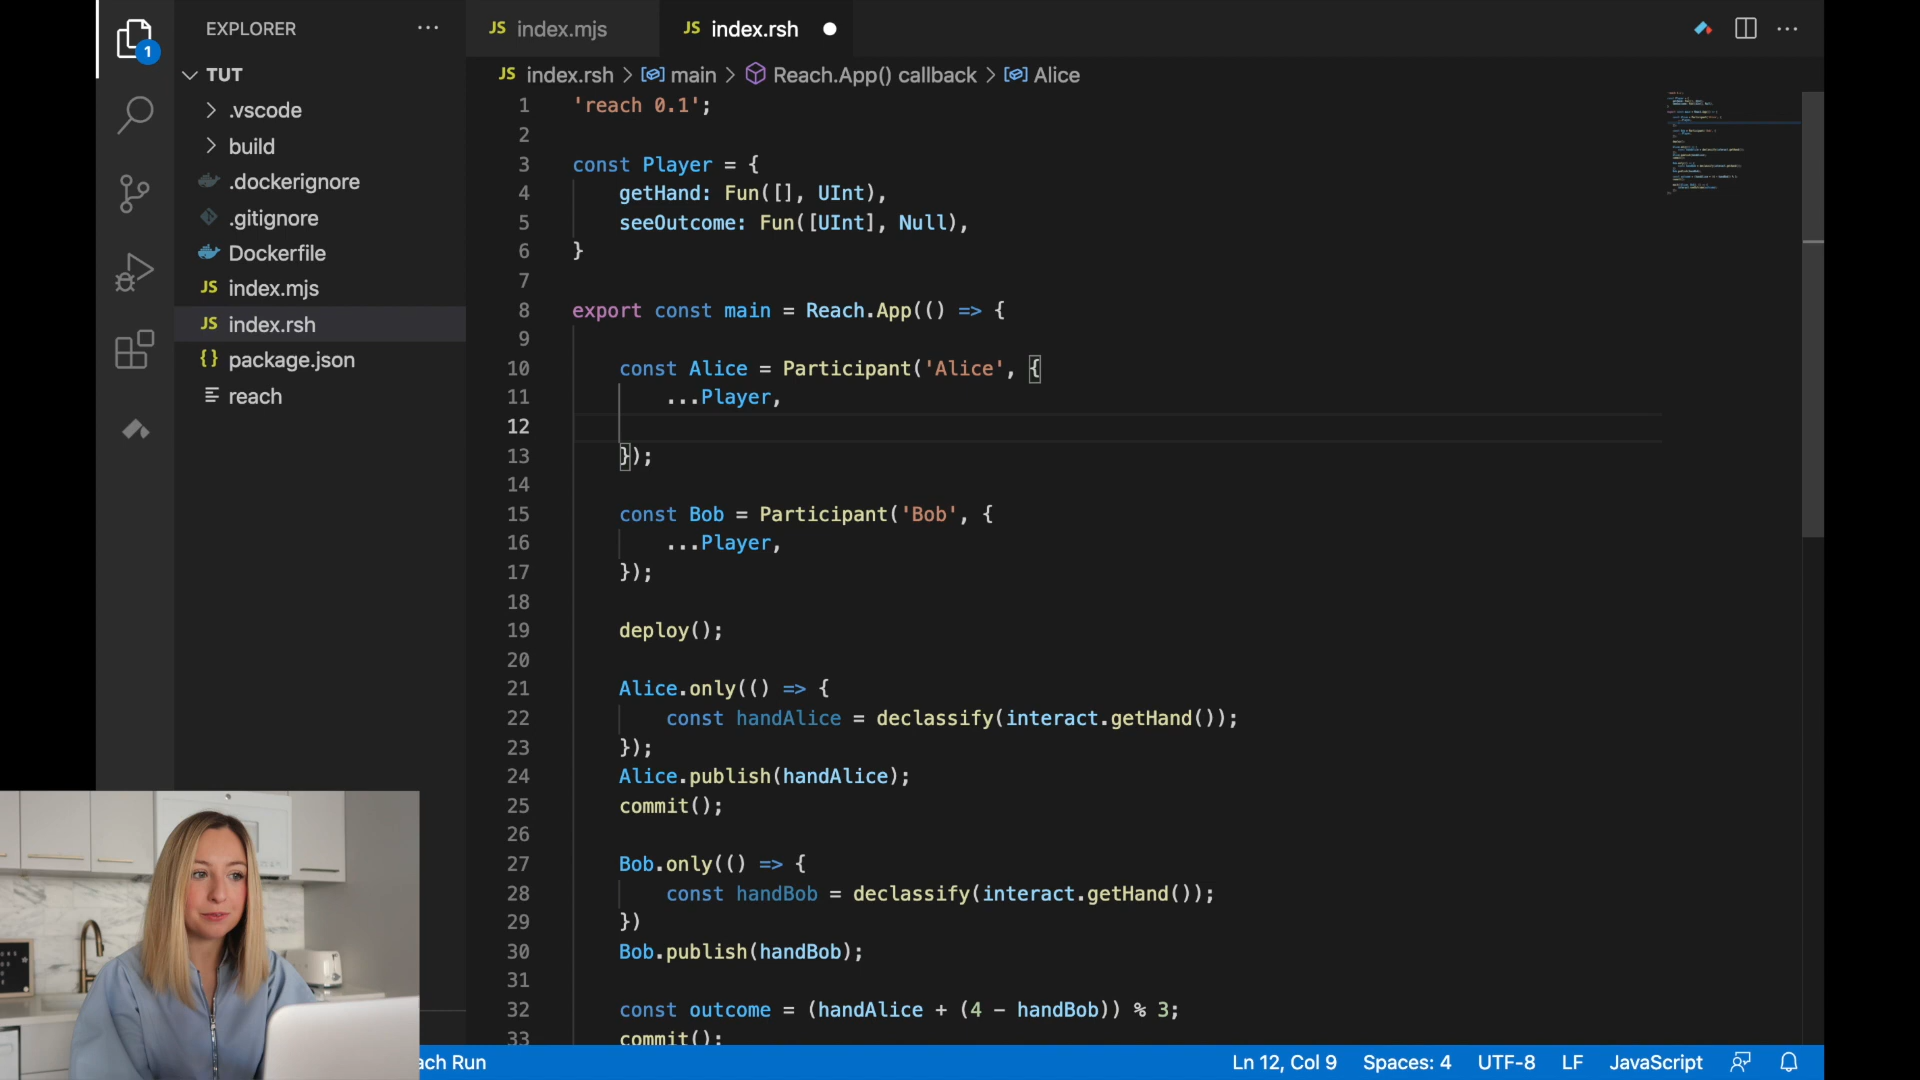 EXPLORER
···
JS index.mjs
JS index.rsh
···
1
TUT
JS index.rsh > main > Reach.App() callback > Alice
.vscode
build
.dockerignore
.gitignore
Dockerfile
JS index.mjs
JS index.rsh
{} package.json
reach
1 'reach 0.1';
2
3 const Player = {
4 getHand: Fun([], UInt),
5 seeOutcome: Fun([UInt], Null),
6 }
7
8 export const main = Reach.App(() => {
9
10 const Alice = Participant('Alice', {
11 ...Player,
12
13 });
14
15 const Bob = Participant('Bob', {
16 ...Player,
17 });
18
19 deploy();
20
21 Alice.only(() => {
22 const handAlice = declassify(interact.getHand());
23 });
24 Alice.publish(handAlice);
25 commit();
26
27 Bob.only(() => {
28 const handBob = declassify(interact.getHand());
29 })
30 Bob.publish(handBob);
31
32 const outcome = (handAlice + (4 - handBob)) % 3;
33 commit();
ach Run
Ln 12, Col 9 Spaces: 4 UTF-8 LF JavaScript